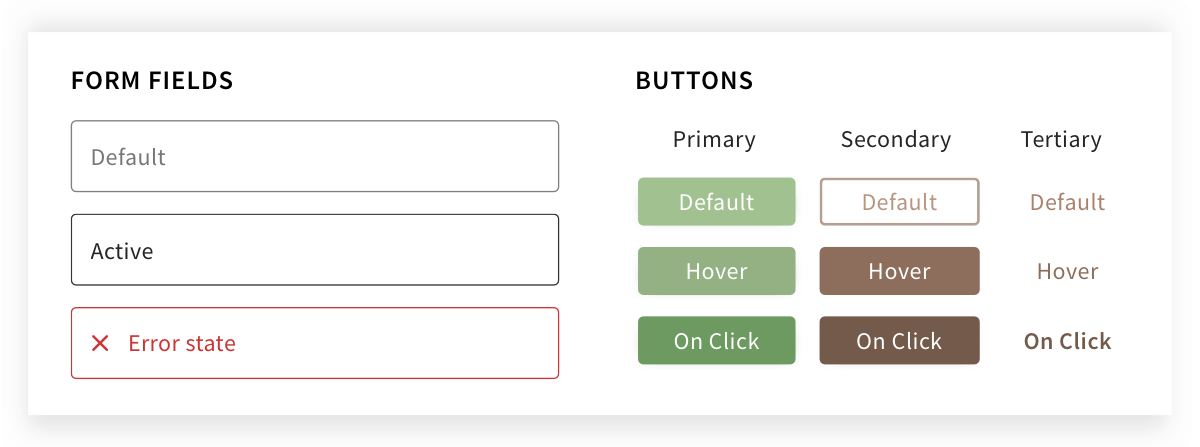 FORM FIELDS
Default
Active
Error state
BUTTONS
Primary Secondary Tertiary
Default Default Default
Hover Hover Hover
On Click On Click On Click